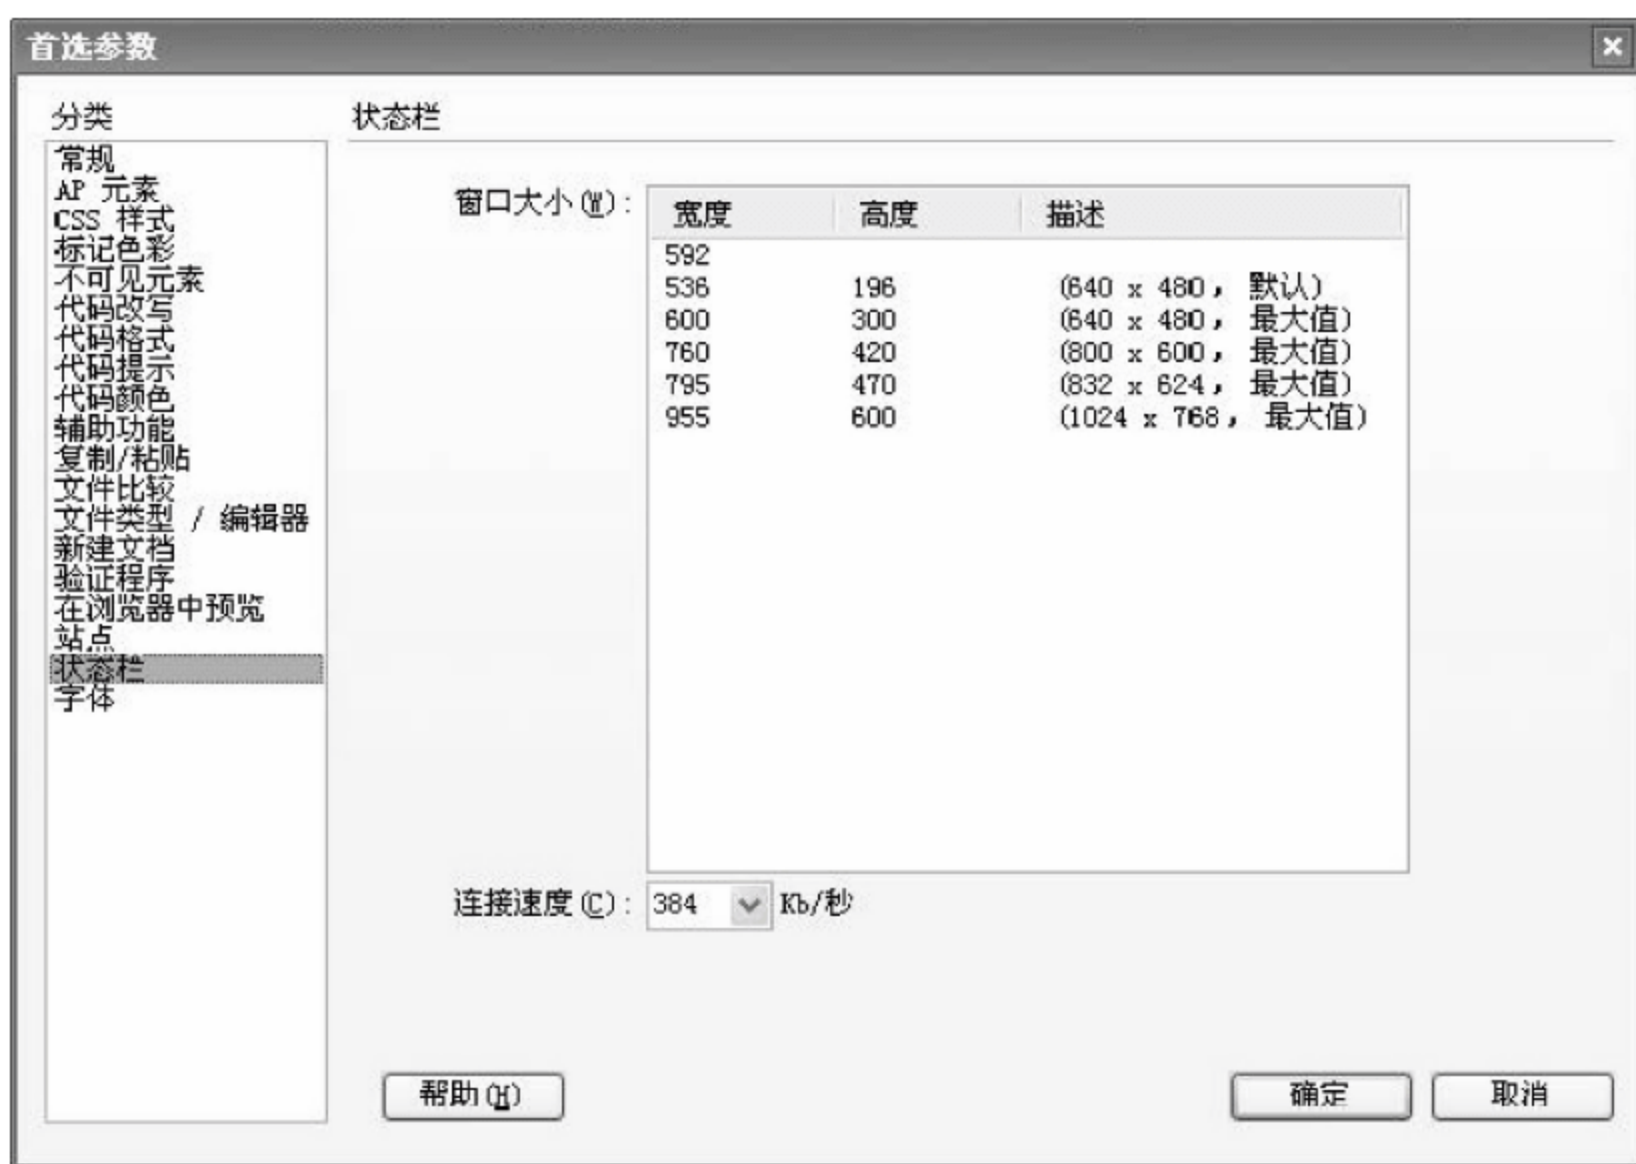 首选参数
分类
常规
AP 元素
CSS 样式
标记色彩
不可见元素
代码改写
代码格式
代码提示
代码颜色
辅助功能
复制/粘贴
文件比较
文件类型 / 编辑器
新建文档
验证程序
在浏览器中预览
站点
状态栏
字体
状态栏
窗口大小(W):
宽度 高度 描述
592
536 196 (640 x 480, 默认)
600 300 (640 x 480, 最大值)
760 420 (800 x 600, 最大值)
795 470 (832 x 624, 最大值)
955 600 (1024 x 768, 最大值)
连接速度(C): 384 Kb/秒
帮助(H) 确定 取消